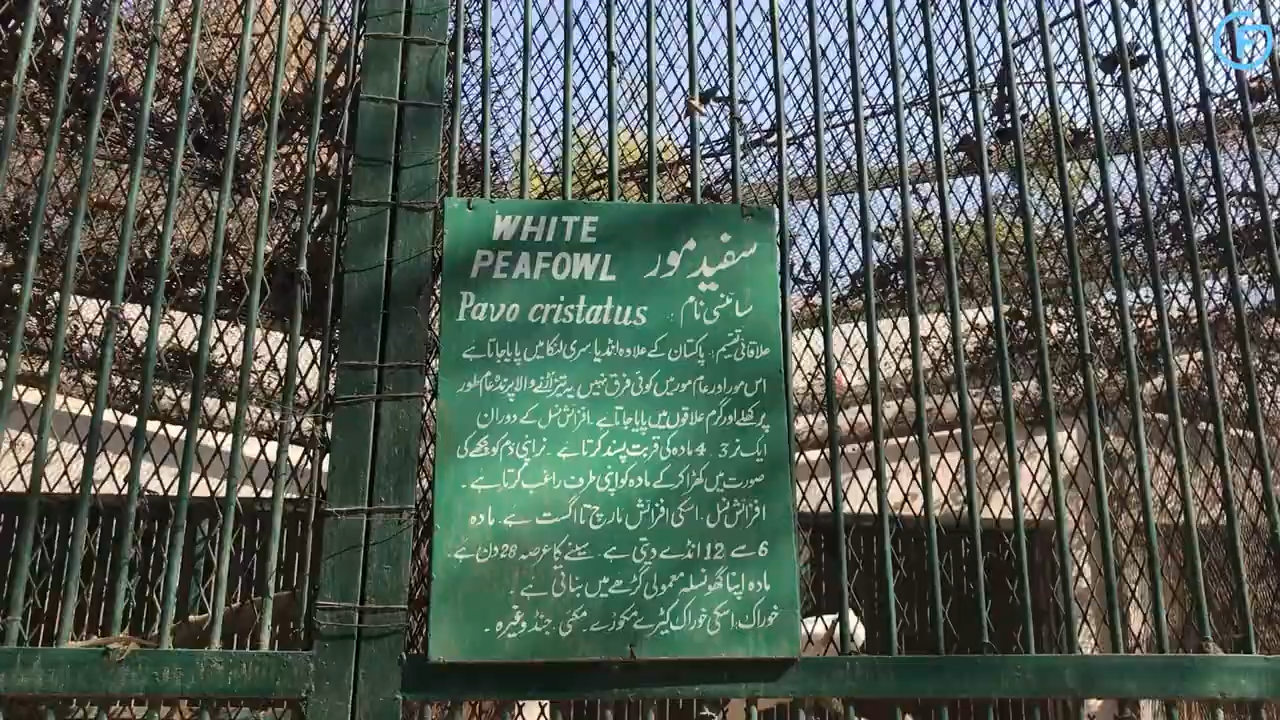 WHITE
PEAFOWL
سفید مور
Pavo cristatus
سائنسی نام :
علاقائی تقسیم : پاکستان کے علاوہ انڈیا سری لنکا میں پایا جاتا ہے
اس مور اور عام مور میں کوئی فرق نہیں یہ تیز اڑنے والا پرندہ عام طور
پر کھلے اور گرم علاقوں میں پایا جاتا ہے ۔ افزائش نسل کے دوران
ایک نر 3 ۔ 4 مادہ کی قربت پسند کرتا ہے ۔ نر اپنی دُم کو پنکھے کی
صورت میں کھڑا کر کے مادہ کو اپنی طرف راغب کرتا ہے ۔
افزائش نسل ۔ اسکی افزائش مارچ تا اگست ہے ۔ مادہ
6 سے 12 انڈے دیتی ہے ۔ سینے کا عرصہ 28 دن ہے ۔
مادہ اپنا گھونسلہ معمولی گڑھے میں بناتی ہے ۔
خوراک : اسکی خوراک کیڑے مکوڑے ۔ مکئی ۔ وغیرہ ۔